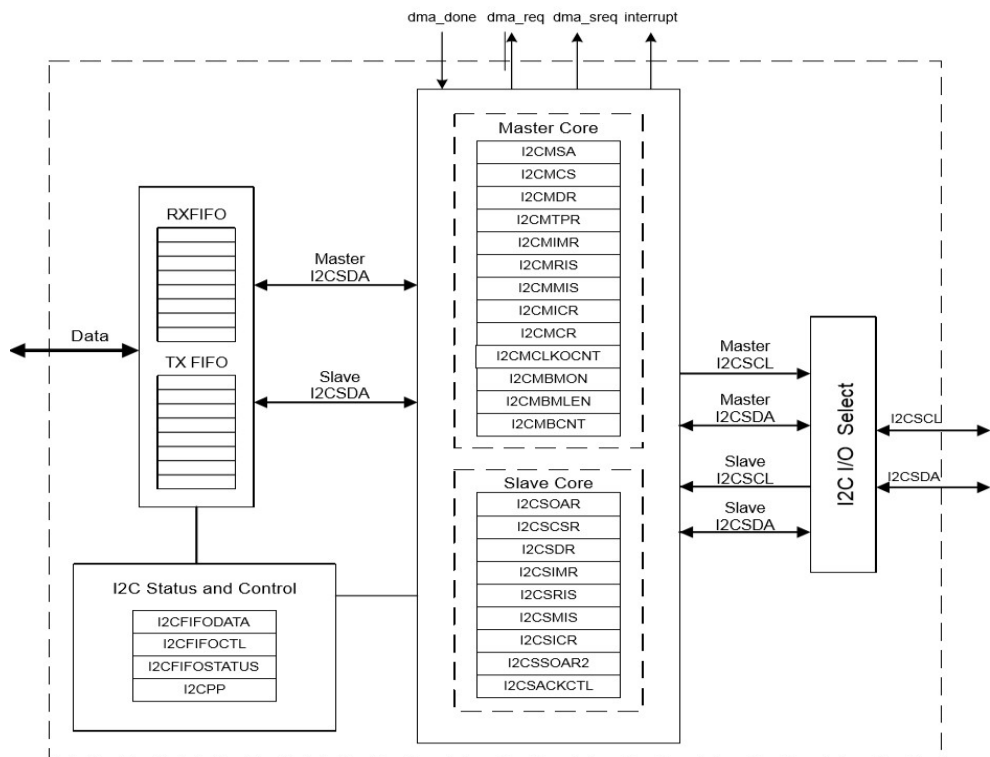 dma_done dma_req dma_sreq interrupt
Master Core
I2CMSA
I2CMCS
I2CMDR
I2CMTPR
I2CMIMR
I2CMRIS
I2CMMIS
I2CMICR
I2CMCR
I2CMCLKOCNT
I2CMBMON
I2CMBMLEN
I2CMBCNT
Slave Core
I2CSOAR
I2CSCSR
I2CSDR
I2CSIMR
I2CSRIS
I2CSMIS
I2CSICR
I2CSSOAR2
I2CSACKCTL
RXFIFO
TX FIFO
Data
Master
I2CSDA
Slave
I2CSDA
I2C Status and Control
I2CFIFODATA
I2CFIFOCTL
I2CFIFOSTATUS
I2CPP
Master
I2CSCL
Master
I2CSDA
Slave
I2CSCL
Slave
I2CSDA
I2C I/O Select
I2CSCL
I2CSDA